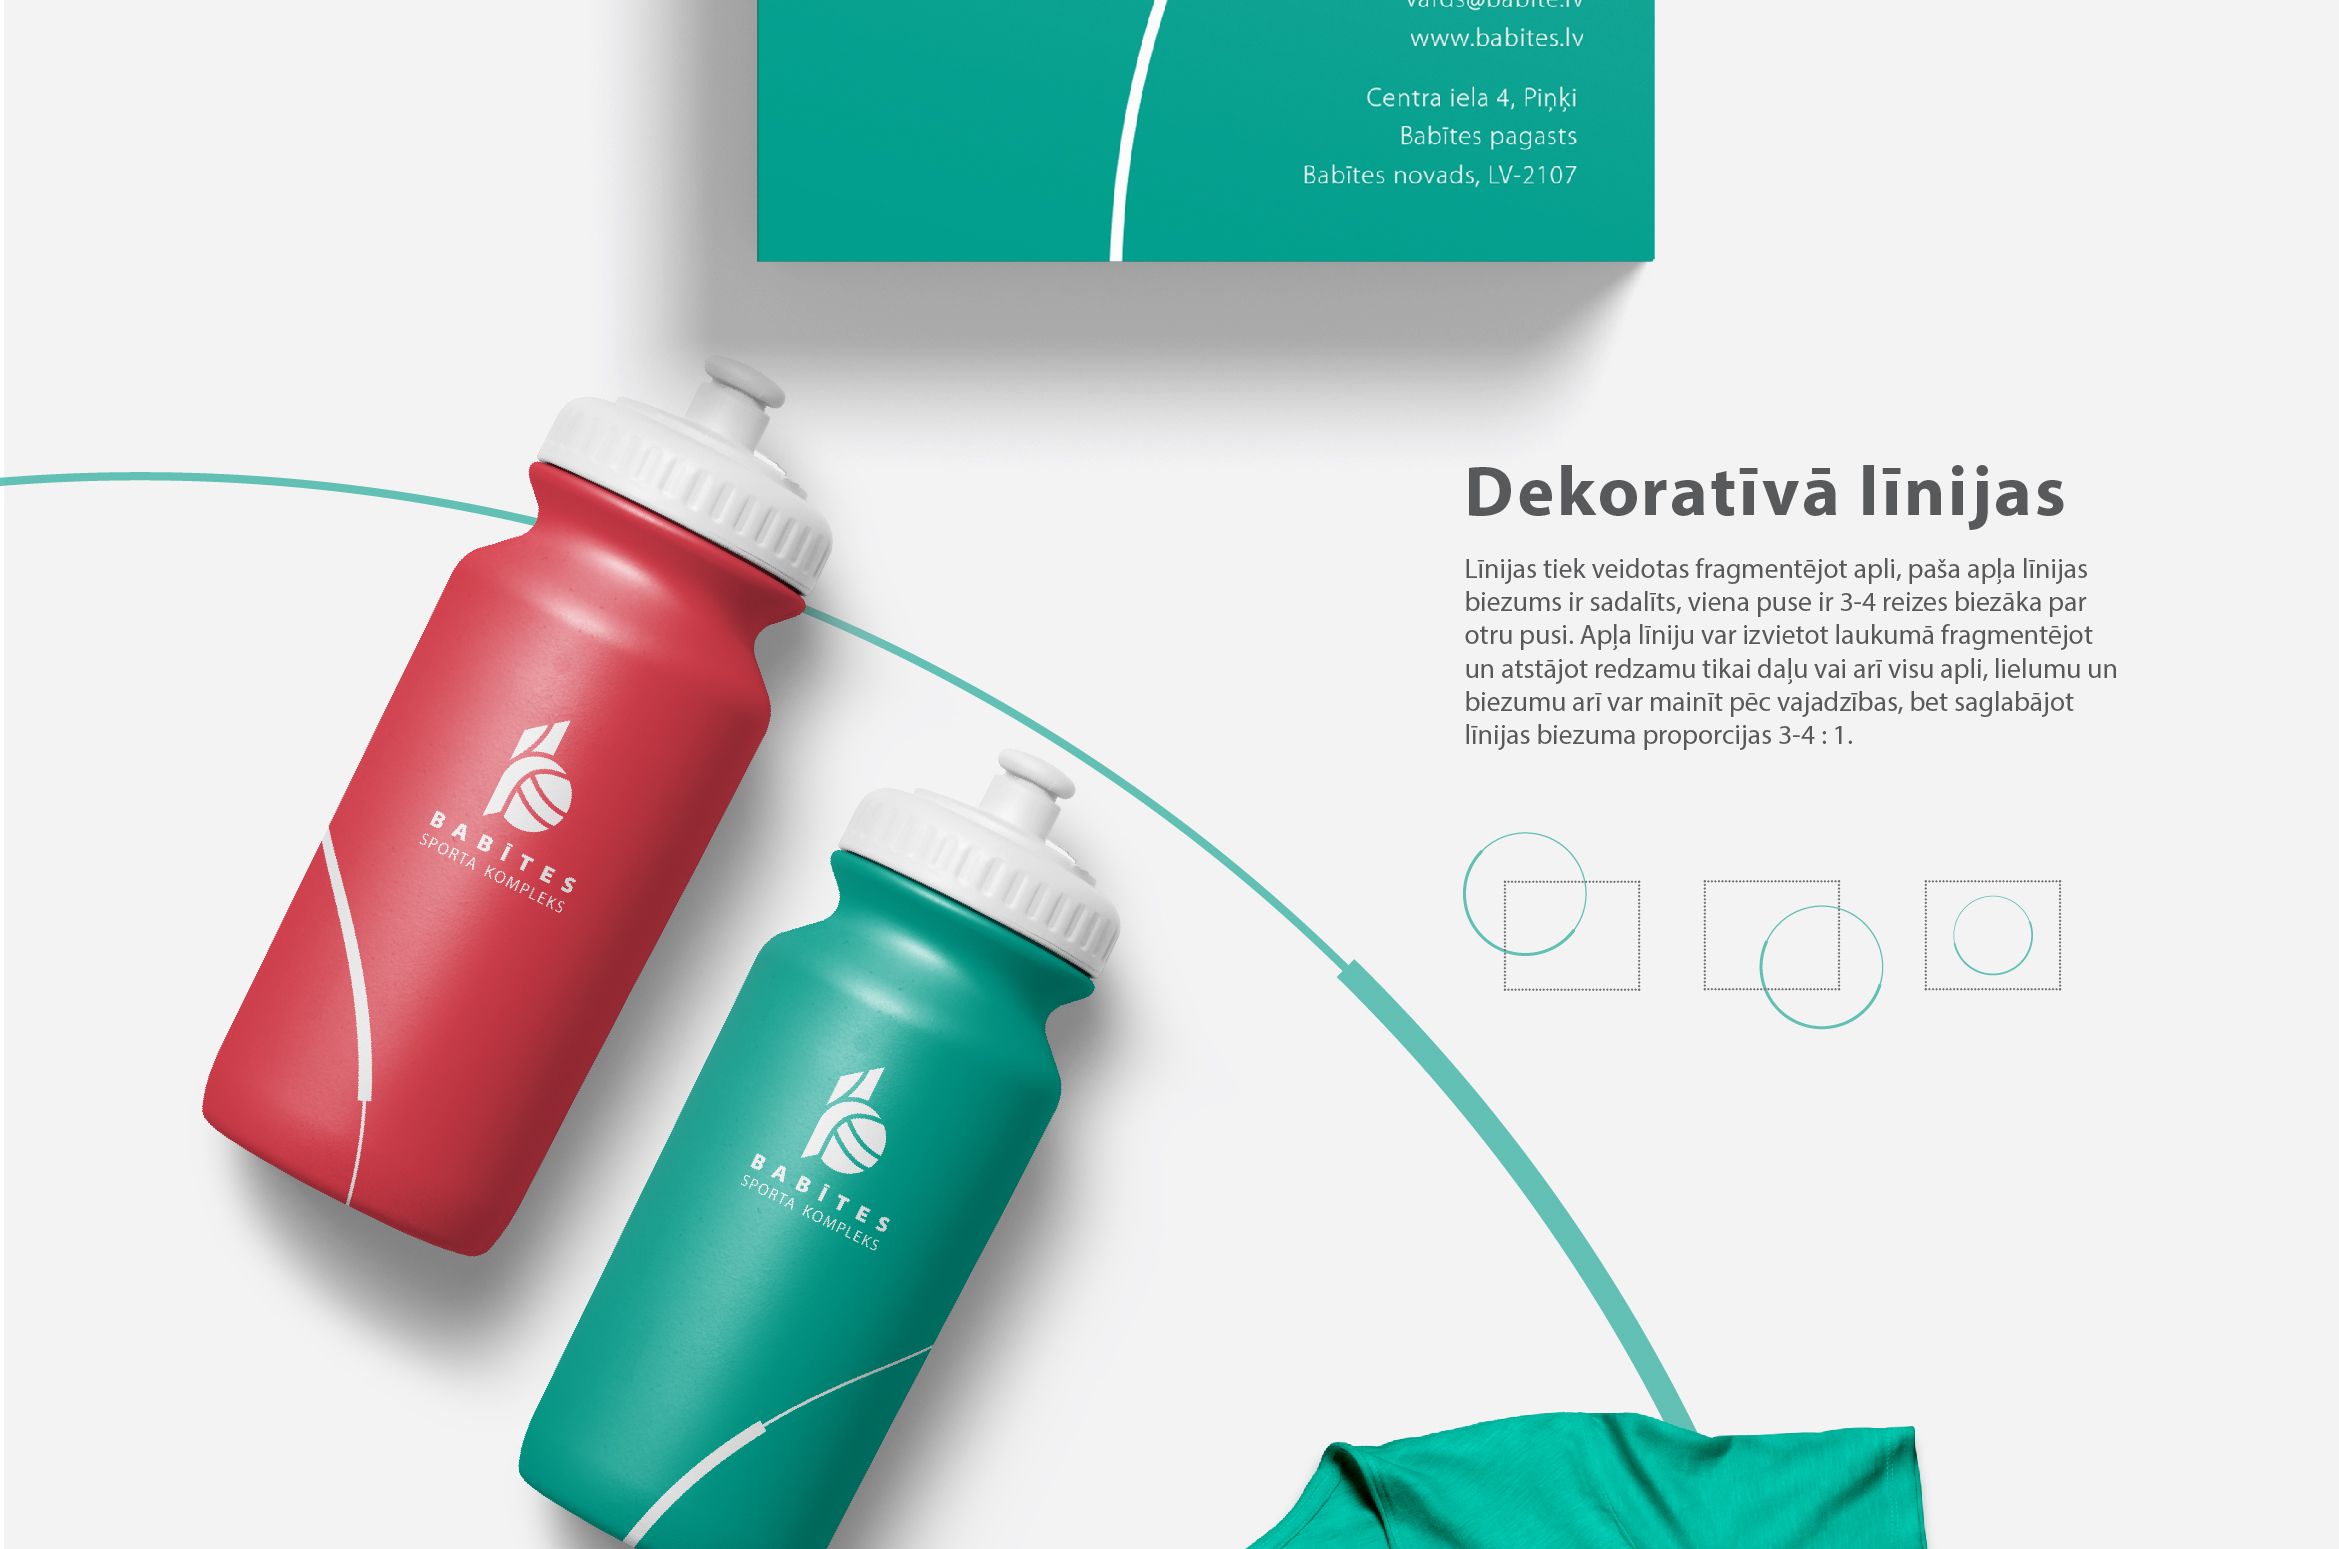 vards@babite.lv
www.babites.lv
Centra iela 4, Piņķi
Babītes pagasts
Babītes novads, LV-2107
Dekoratīvā līnijas
Līnijas tiek veidotas fragmentējot apli, paša apļa līnijas
biezums ir sadalīts, viena puse ir 3-4 reizes biezāka par
otru pusi. Apļa līniju var izvietot laukumā fragmentējot
un atstājot redzamu tikai daļu vai arī visu apli, lielumu un
biezumu arī var mainīt pēc vajadzības, bet saglabājot
līnijas biezuma proporcijas 3-4 : 1.
BABĪTES
SPORTA KOMPLEKS
BABĪTES
SPORTA KOMPLEKS